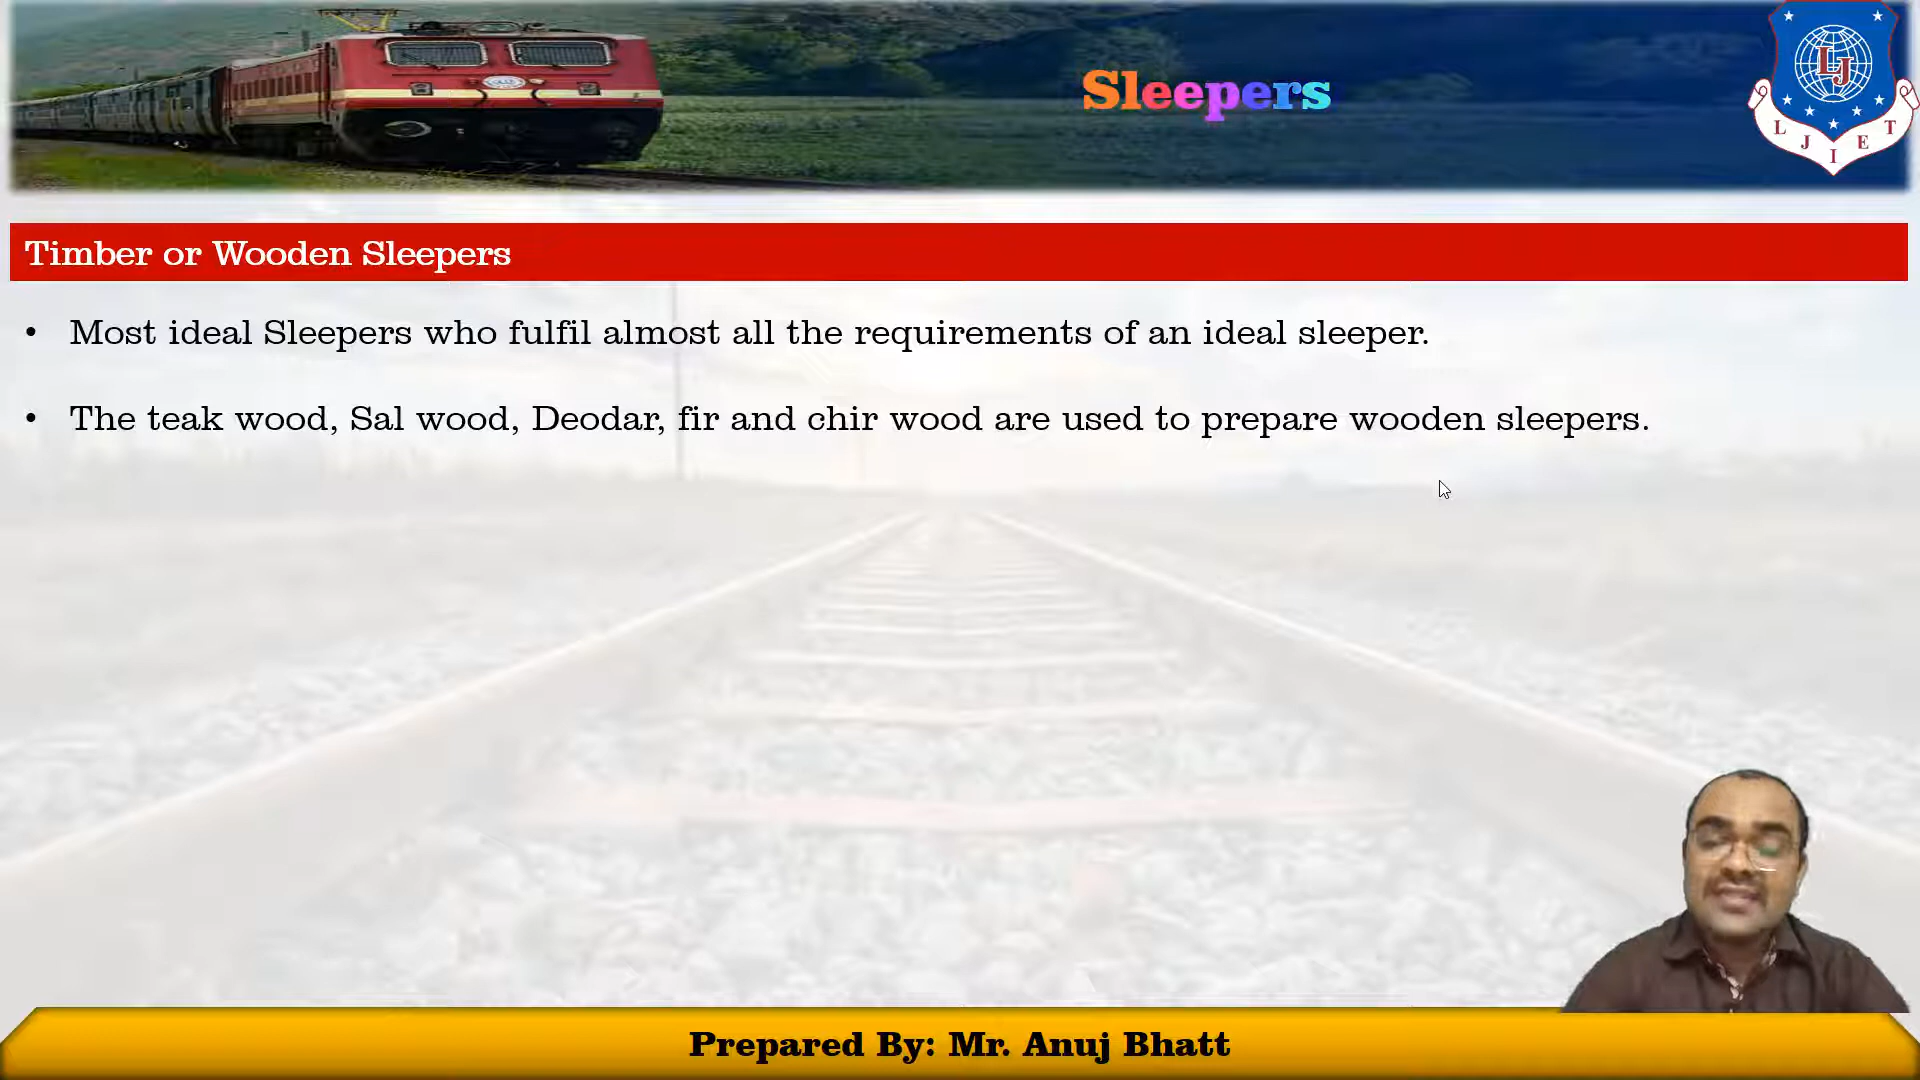 Sleepers
LJ
L J I E T
Timber or Wooden Sleepers
• Most ideal Sleepers who fulfil almost all the requirements of an ideal sleeper.
• The teak wood, Sal wood, Deodar, fir and chir wood are used to prepare wooden sleepers.
Prepared By: Mr. Anuj Bhatt